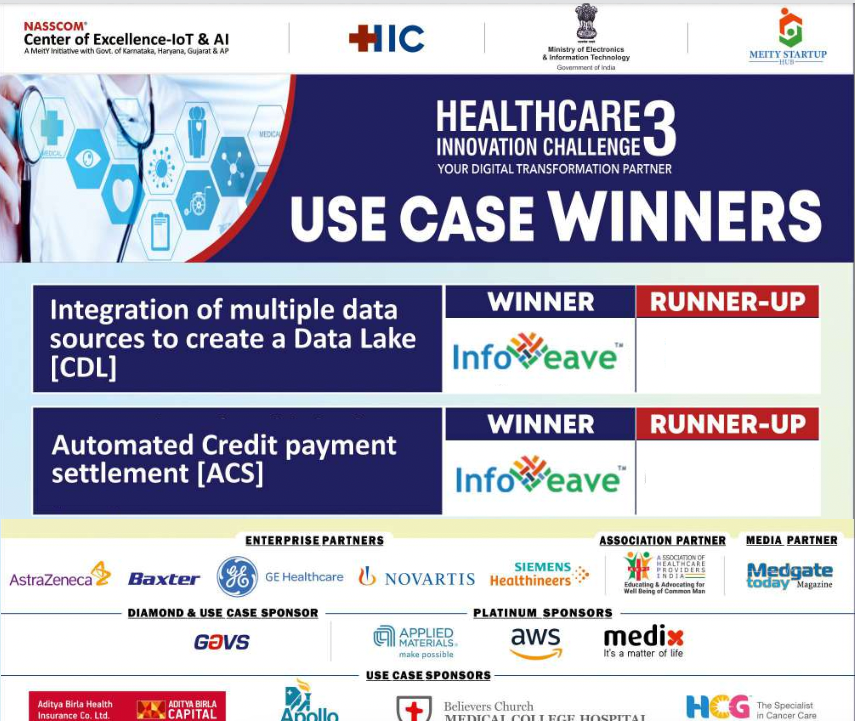 NASSCOM®
Center of Excellence-IoT & AI
A MeitY Initiative with Govt. of Karnataka, Haryana, Gujarat & AP
HIC
Ministry of Electronics
& Information Technology
Government of India
MEITY STARTUP
HUB
MEDICAL
MEDICAL
HEALTHCARE
INNOVATION CHALLENGE 3
YOUR DIGITAL TRANSFORMATION PARTNER
USE CASE WINNERS
Integration of multiple data
sources to create a Data Lake
[CDL]
WINNER
RUNNER-UP
InfoWeave™
Automated Credit payment
settlement [ACS]
WINNER
RUNNER-UP
InfoWeave™
ENTERPRISE PARTNERS
ASSOCIATION PARTNER
MEDIA PARTNER
AstraZeneca
Baxter
GE
GE Healthcare
NOVARTIS
SIEMENS
Healthineers
AHPI
ASSOCIATION OF
HEALTHCARE
PROVIDERS
INDIA
Educating & Advocating for
Well Being of Common Man
Medgate
today Magazine
DIAMOND & USE CASE SPONSOR
PLATINUM SPONSORS
GAVS
APPLIED
MATERIALS®
make possible
aws
medix
It's a matter of life
USE CASE SPONSORS
Aditya Birla Health
Insurance Co. Ltd.
ADITYA BIRLA
CAPITAL
Apollo
Believers Church
MEDICAL COLLEGE HOSPITAL
HCG
The Specialist
in Cancer Care